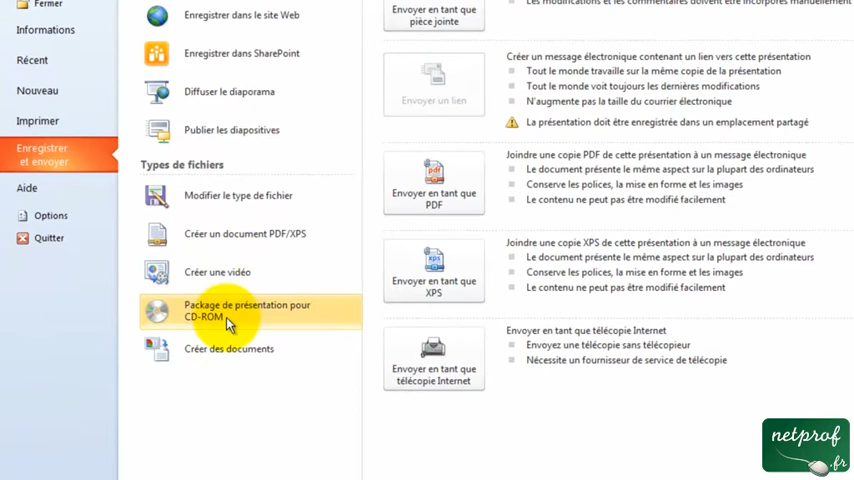 Fermer
Informations
Récent
Nouveau
Imprimer
Enregistrer
et envoyer
Aide
Options
Quitter
Enregistrer dans le site Web
Enregistrer dans SharePoint
Diffuser le diaporama
Publier les diapositives
Types de fichiers
Modifier le type de fichier
Créer un document PDF/XPS
Créer une vidéo
Package de présentation pour
CD-ROM
Créer des documents
Envoyer en tant que
pièce jointe
Les modifications et les commentaires doivent être incorporés manuellement
Envoyer un lien
Créer un message électronique contenant un lien vers cette présentation
Tout le monde travaille sur la même copie de la présentation
Tout le monde voit toujours les dernières modifications
N'augmente pas la taille du courrier électronique
La présentation doit être enregistrée dans un emplacement partagé
pdf
Envoyer en tant que
PDF
Joindre une copie PDF de cette présentation à un message électronique
Le document présente le même aspect sur la plupart des ordinateurs
Conserve les polices, la mise en forme et les images
Le contenu ne peut pas être modifié facilement
xps
Envoyer en tant que
XPS
Joindre une copie XPS de cette présentation à un message électronique
Le document présente le même aspect sur la plupart des ordinateurs
Conserve les polices, la mise en forme et les images
Le contenu ne peut pas être modifié facilement
Envoyer en tant que
télécopie Internet
Envoyer en tant que télécopie Internet
Envoyez une télécopie sans télécopieur
Nécessite un fournisseur de service de télécopie
netprof
.fr